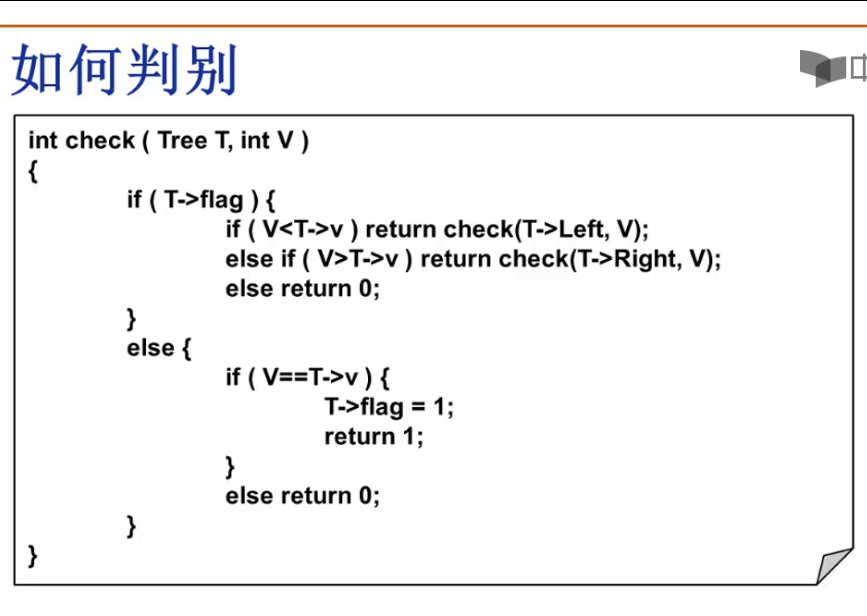 如何判别
int check ( Tree T, int V )
{
if ( T->flag ) {
if ( V<T->v ) return check(T->Left, V);
else if ( V>T->v ) return check(T->Right, V);
else return 0;
}
else {
if ( V==T->v ) {
T->flag = 1;
return 1;
}
else return 0;
}
}